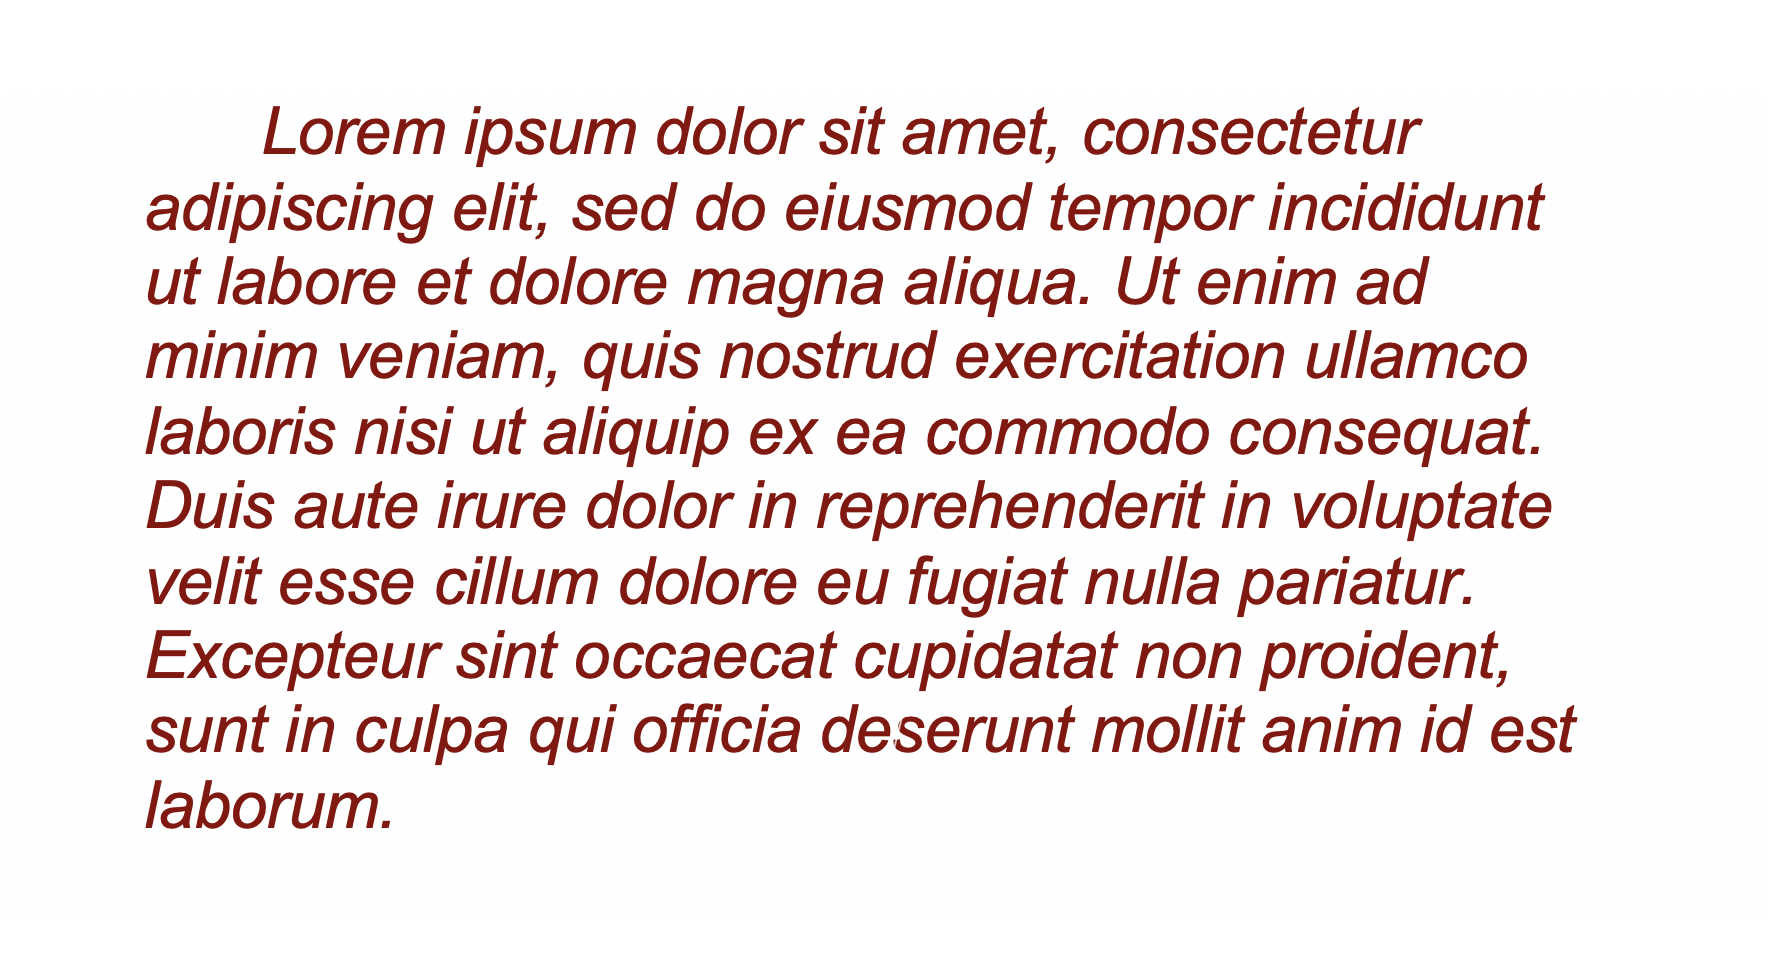 Lorem ipsum dolor sit amet, consectetur
adipiscing elit, sed do eiusmod tempor incididunt
ut labore et dolore magna aliqua. Ut enim ad
minim veniam, quis nostrud exercitation ullamco
laboris nisi ut aliquip ex ea commodo consequat.
Duis aute irure dolor in reprehenderit in voluptate
velit esse cillum dolore eu fugiat nulla pariatur.
Excepteur sint occaecat cupidatat non proident,
sunt in culpa qui officia deserunt mollit anim id est
laborum.